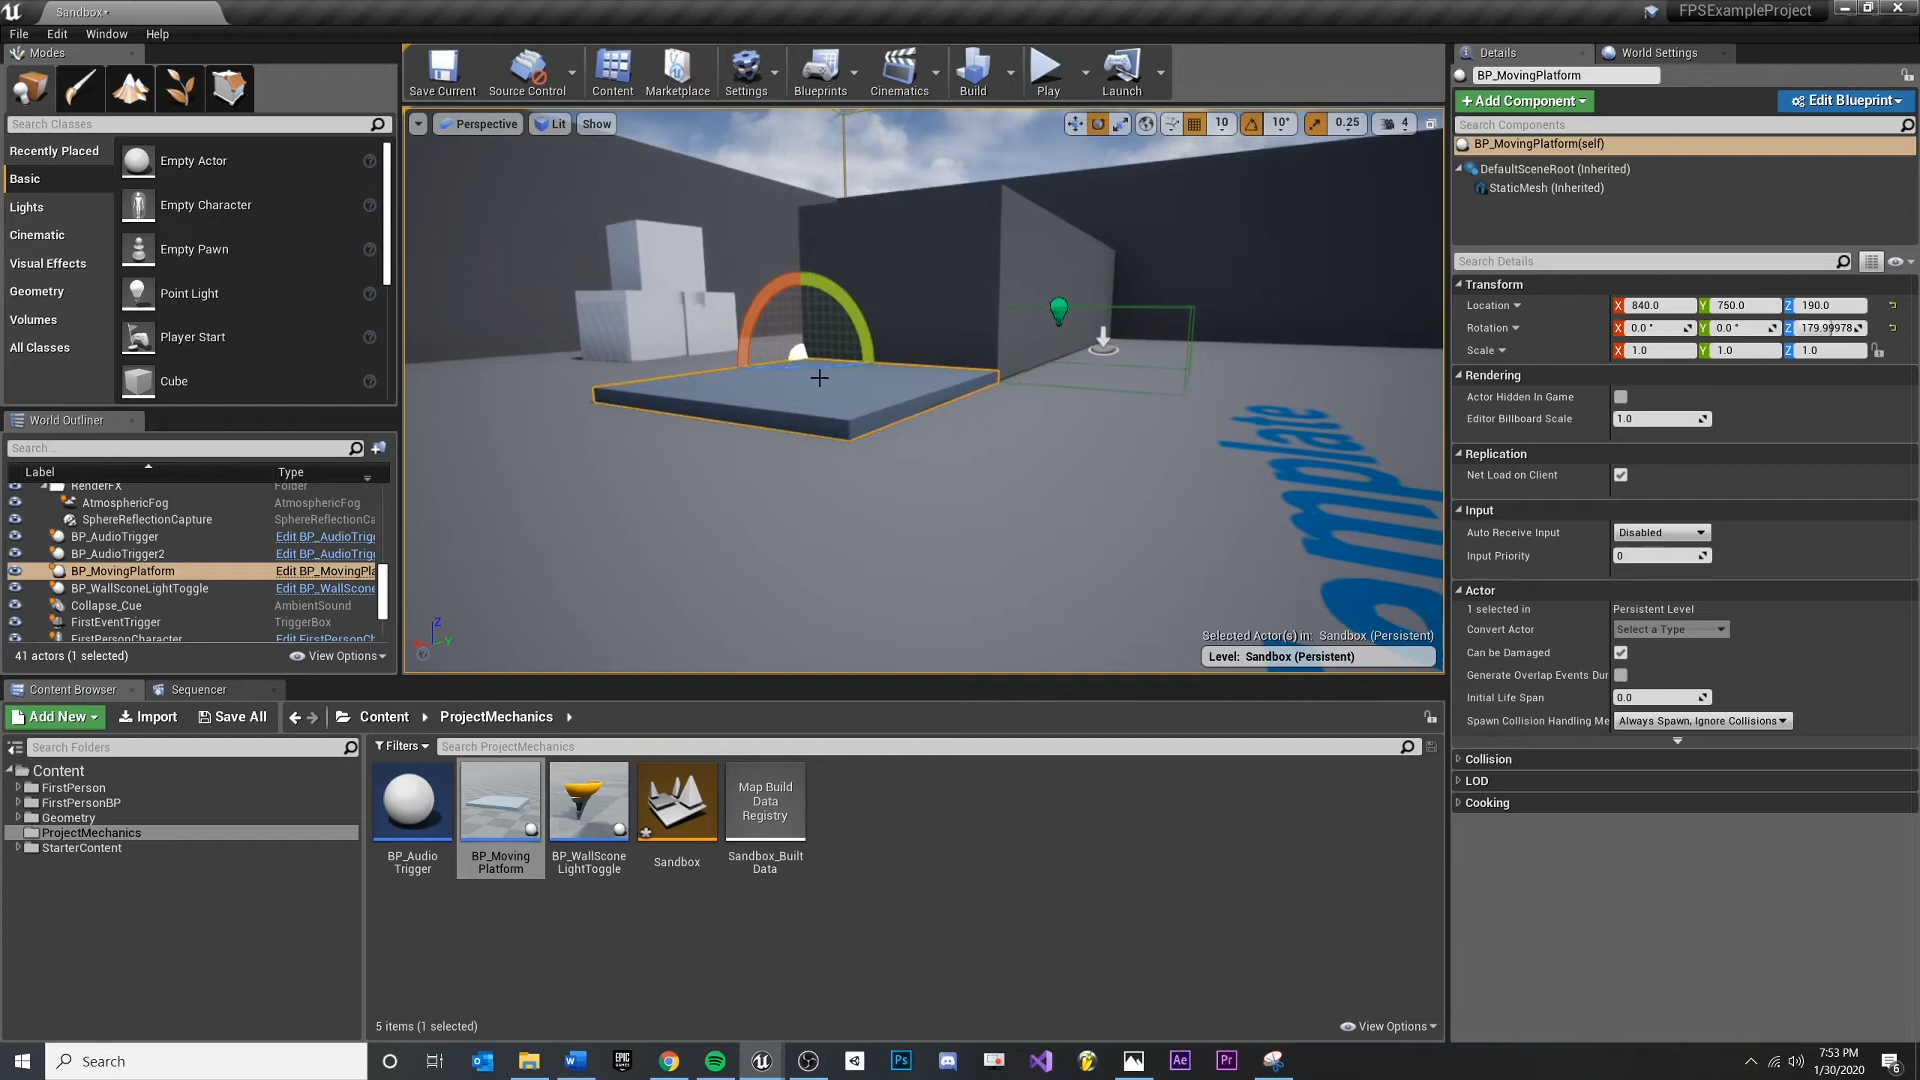 Sandbox•
FPSExampleProject
File Edit Window Help
Modes
Search Classes
Recently Placed
Basic
Lights
Cinematic
Visual Effects
Geometry
Volumes
All Classes
Empty Actor
Empty Character
Empty Pawn
Point Light
Player Start
Cube
World Outliner
Search...
Label Type
RenderFX Folder
AtmosphericFog AtmosphericFog
SphereReflectionCapture SphereReflectionCa
BP_AudioTrigger Edit BP_AudioTrig
BP_AudioTrigger2 Edit BP_AudioTrig
BP_MovingPlatform Edit BP_MovingPla
BP_WallSconeLightToggle Edit BP_WallScone
Collapse_Cue AmbientSound
FirstEventTrigger TriggerBox
FirstPersonCharacter Edit FirstPersonCh
41 actors (1 selected) View Options
Save Current Source Control Content Marketplace Settings Blueprints Cinematics Build Play Launch
Perspective Lit Show 10 10° 0.25 4
Z
Y
Selected Actor(s) in: Sandbox (Persistent)
Level: Sandbox (Persistent)
Details World Settings
BP_MovingPlatform
+Add Component Edit Blueprint
Search Components
BP_MovingPlatform(self)
DefaultSceneRoot (Inherited)
StaticMesh (Inherited)
Search Details
Transform
Location X 840.0 Y 750.0 Z 190.0
Rotation X 0.0 ° Y 0.0 ° Z 179.99978
Scale X 1.0 Y 1.0 Z 1.0
Rendering
Actor Hidden In Game
Editor Billboard Scale 1.0
Replication
Net Load on Client
Input
Auto Receive Input Disabled
Input Priority 0
Actor
1 selected in Persistent Level
Convert Actor Select a Type
Can be Damaged
Generate Overlap Events Dur
Initial Life Span 0.0
Spawn Collision Handling Me Always Spawn, Ignore Collisions
Collision
LOD
Cooking
Content Browser Sequencer
Add New Import Save All Content ProjectMechanics
Search Folders
Filters Search ProjectMechanics
Content
FirstPerson
FirstPersonBP
Geometry
ProjectMechanics
StarterContent
BP_Audio
Trigger
BP_Moving
Platform
BP_WallScone
LightToggle
Sandbox
Map Build
Data
Registry
Sandbox_Built
Data
5 items (1 selected) View Options
Search
EPIC
GAMES
Ps
Ae
Pr
7:53 PM
1/30/2020
6